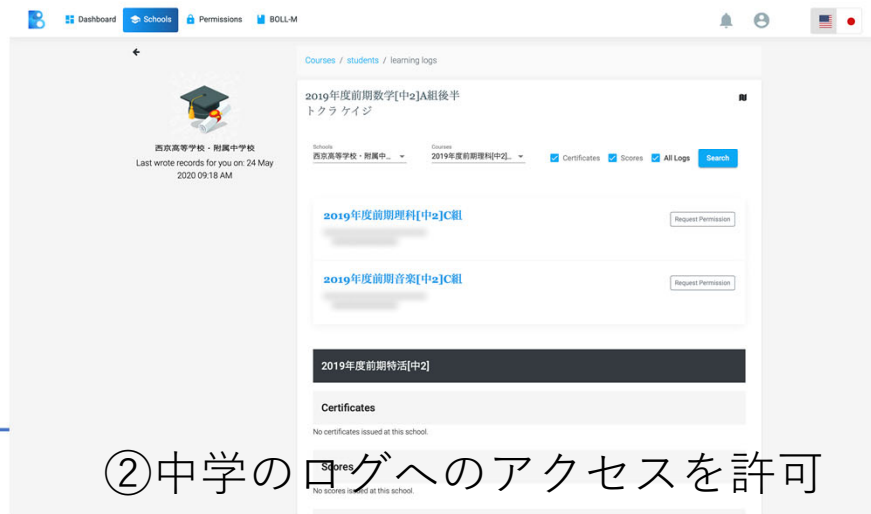 Dashboard Schools Permissions BOLL-M
Courses / students / learning logs
2019年度前期数学[中2]A組後半
トクラ ケイジ
西京高等学校・附属中学校
Last wrote records for you on: 24 May
2020 09:18 AM
Schools Courses
西京高等学校・附属中... 2019年度前期理科[中2]... Certificates Scores All Logs Search
2019年度前期理科[中2]C組 Request Permission
2019年度前期音楽[中2]C組 Request Permission
2019年度前期特活[中2]
Certificates
No certificates issued at this school.
Scores
②中学のログへのアクセスを許可
No scores issued at this school.